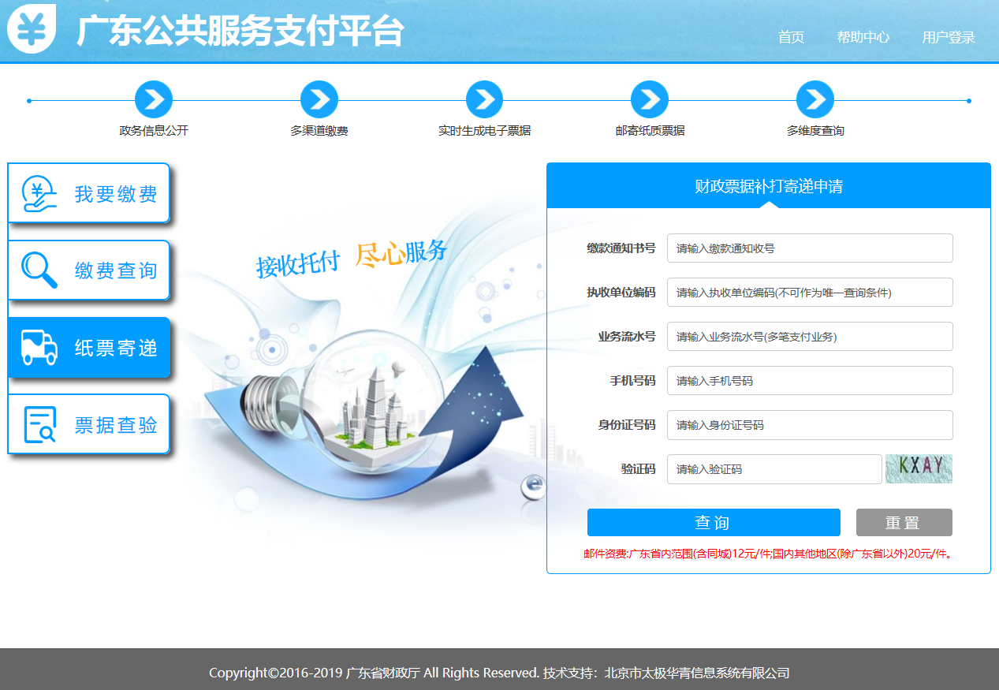 广东公共服务支付平台
首页 帮助中心 用户登录
政务信息公开 多渠道缴费 实时生成电子票据 邮寄纸质票据 多维度查询
我要缴费
缴费查询
纸票寄递
票据查验
接收托付 尽心服务
财政票据补打寄递申请
缴款通知书号 请输入缴款通知收号
执收单位编码 请输入执收单位编码(不可作为唯一查询条件)
业务流水号 请输入业务流水号(多笔支付业务)
手机号码 请输入手机号码
身份证号码 请输入身份证号码
验证码 请输入验证码 KXAY
查 询 重 置
邮件资费:广东省内范围(含同城)12元/件;国内其他地区(除广东省以外)20元/件。
Copyright©2016-2019 广东省财政厅 All Rights Reserved. 技术支持：北京市太极华青信息系统有限公司